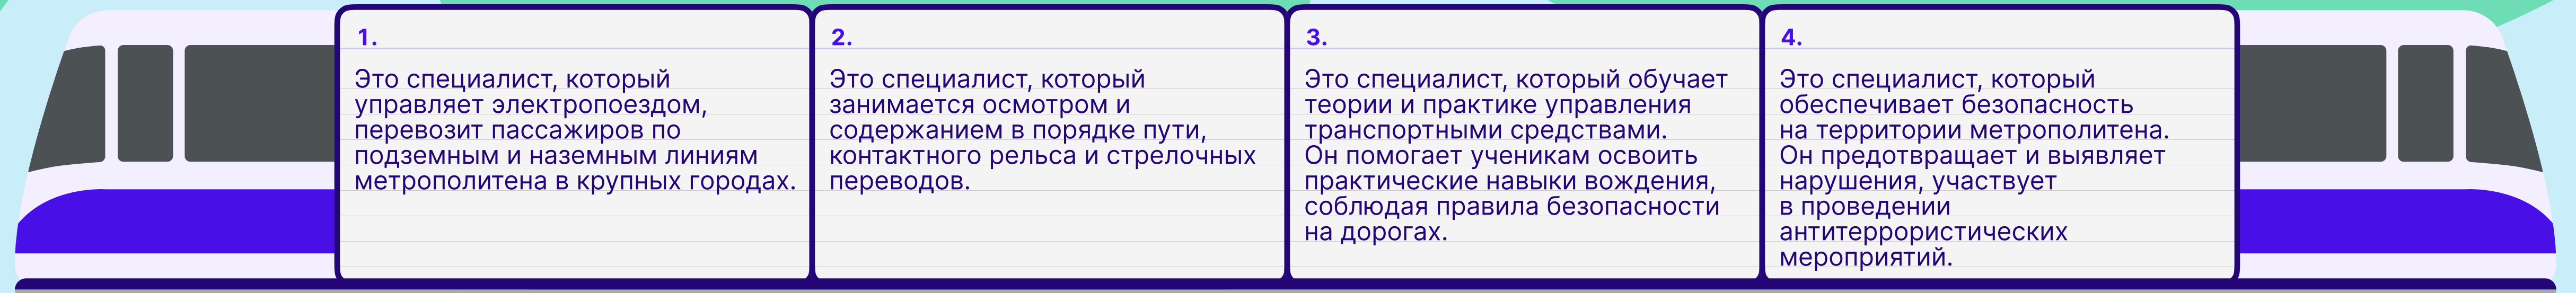 1.
Это специалист, который
управляет электропоездом,
перевозит пассажиров по
подземным и наземным линиям
метрополитена в крупных городах.
2.
Это специалист, который
занимается осмотром и
содержанием в порядке пути,
контактного рельса и стрелочных
переводов.
3.
Это специалист, который обучает
теории и практике управления
транспортными средствами.
Он помогает ученикам освоить
практические навыки вождения,
соблюдая правила безопасности
на дорогах.
4.
Это специалист, который
обеспечивает безопасность
на территории метрополитена.
Он предотвращает и выявляет
нарушения, участвует
в проведении
антитеррористических
мероприятий.